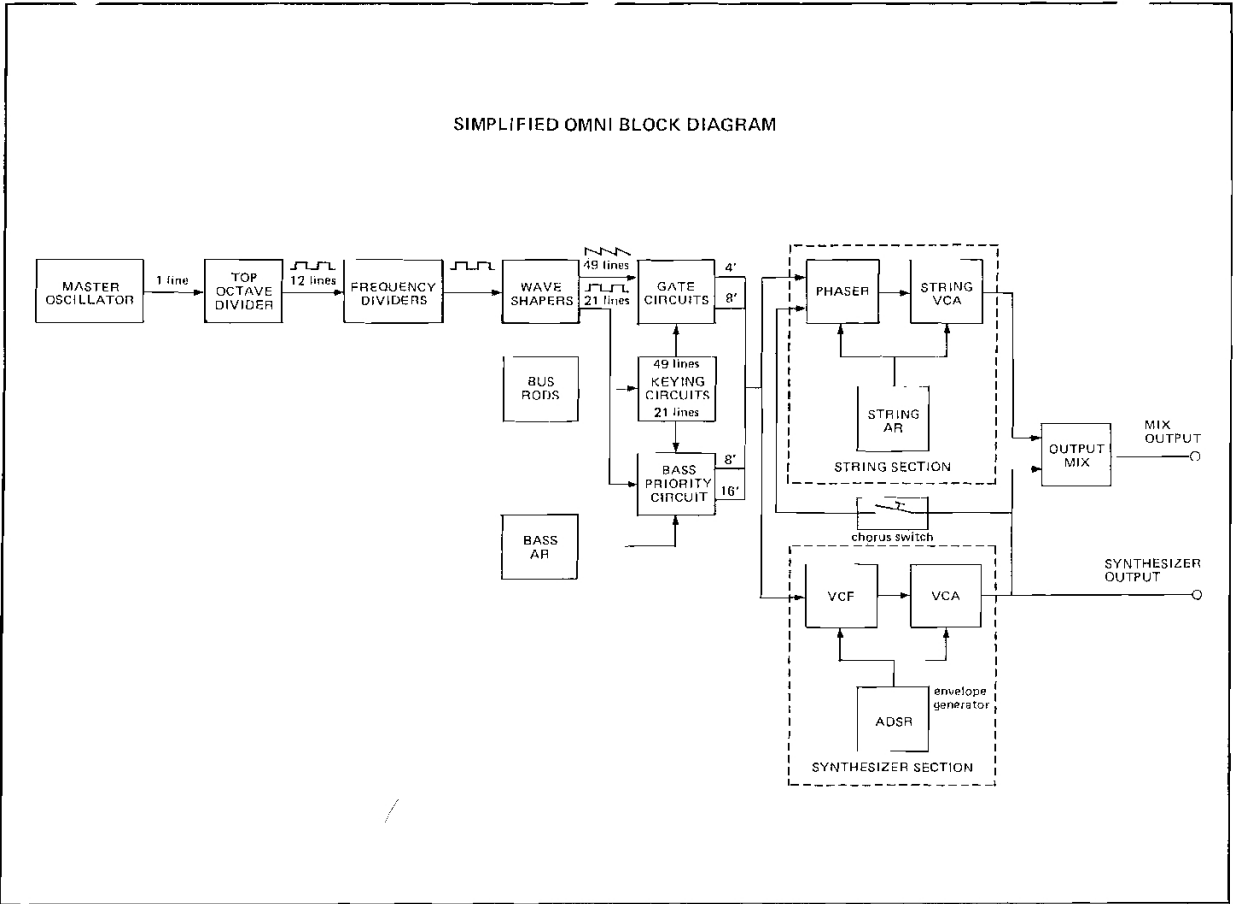 SIMPLIFIED OMNI BLOCK DIAGRAM
MASTER
OSCILLATOR
1 line
TOP
OCTAVE
DIVIDER
12 lines
FREQUENCY
DIVIDERS
WAVE
SHAPERS
49 lines
21 lines
GATE
CIRCUITS
4'
8'
BUS
RODS
49 lines
KEYING
CIRCUITS
21 lines
BASS
PRIORITY
CIRCUIT
8'
16'
BASS
AR
PHASER
STRING
VCA
STRING
AR
STRING SECTION
chorus switch
OUTPUT
MIX
MIX
OUTPUT
SYNTHESIZER
OUTPUT
VCF
VCA
ADSR
envelope
generator
SYNTHESIZER SECTION